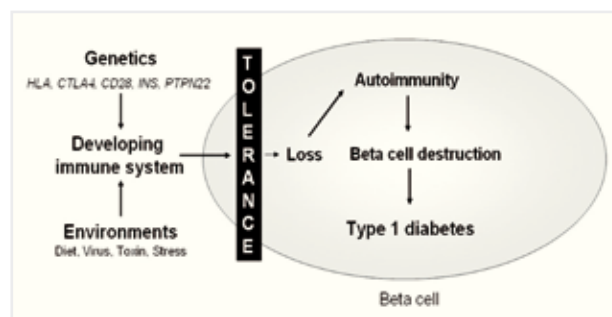 Genetics
HLA, CTLA4, CD28, INS, PTPN22
Developing
immune system
Environments
Diet, Virus, Toxin, Stress
TOLERANCE
Loss
Autoimmunity
Beta cell destruction
Type 1 diabetes
Beta cell